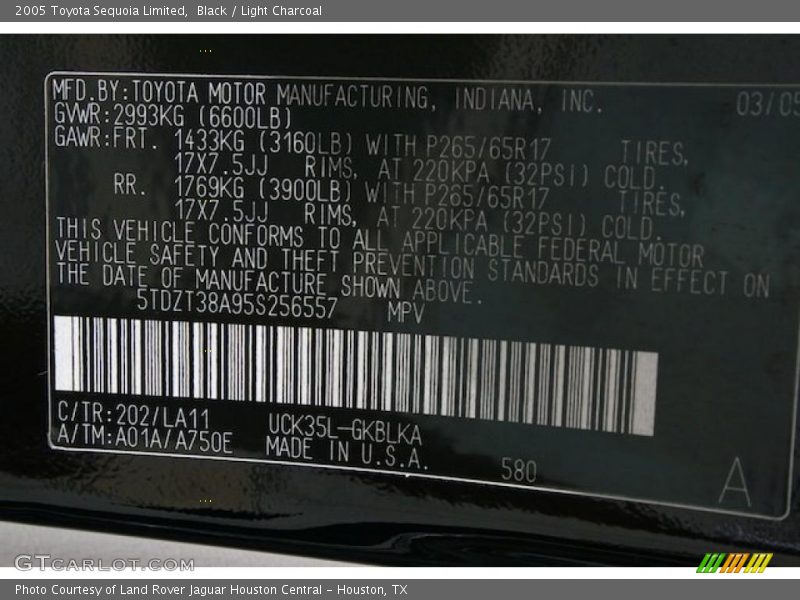 2005 Toyota Sequoia Limited, Black / Light Charcoal
MFD.BY:TOYOTA MOTOR MANUFACTURING, INDIANA, INC. 03/05
GVWR:2993KG (6600LB)
GAWR:FRT. 1433KG (3160LB) WITH P265/65R17 TIRES,
17X7.5JJ RIMS, AT 220KPA (32PSI) COLD.
RR. 1769KG (3900LB) WITH P265/65R17 TIRES,
17X7.5JJ RIMS, AT 220KPA (32PSI) COLD.
THIS VEHICLE CONFORMS TO ALL APPLICABLE FEDERAL MOTOR
VEHICLE SAFETY AND THEFT PREVENTION STANDARDS IN EFFECT ON
THE DATE OF MANUFACTURE SHOWN ABOVE.
5TDZT38A95S256557 MPV
C/TR:202/LA11 UCK35L-GKBLKA
A/TM:A01A/A750E MADE IN U.S.A. 580 A
GTCARLOT.COM
Photo Courtesy of Land Rover Jaguar Houston Central - Houston, TX